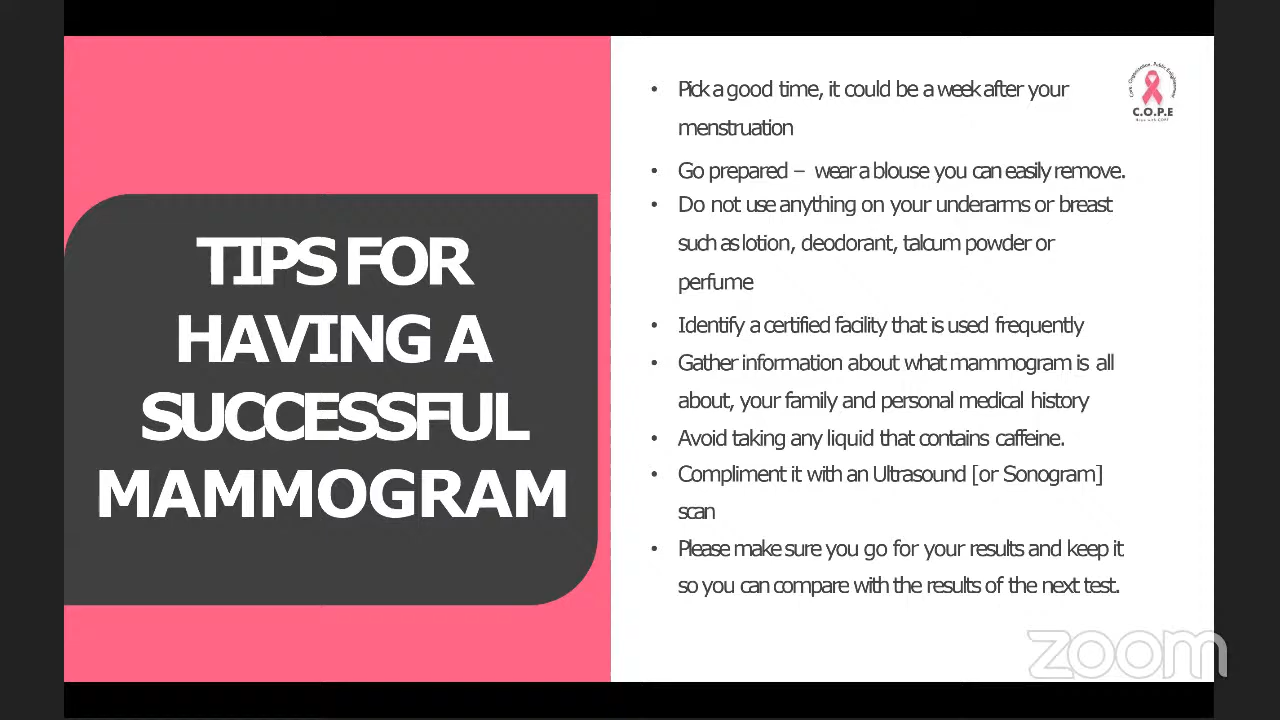 TIPS FOR
HAVING A
SUCCESSFUL
MAMMOGRAM
• Pick a good time, it could be a week after your
menstruation
• Go prepared – wear a blouse you can easily remove.
• Do not use anything on your underarms or breast
such as lotion, deodorant, talcum powder or
perfume
• Identify a certified facility that is used frequently
• Gather information about what mammogram is all
about, your family and personal medical history
• Avoid taking any liquid that contains caffeine.
• Compliment it with an Ultrasound [or Sonogram]
scan
• Please make sure you go for your results and keep it
so you can compare with the results of the next test.
C.O.P.E
zoom